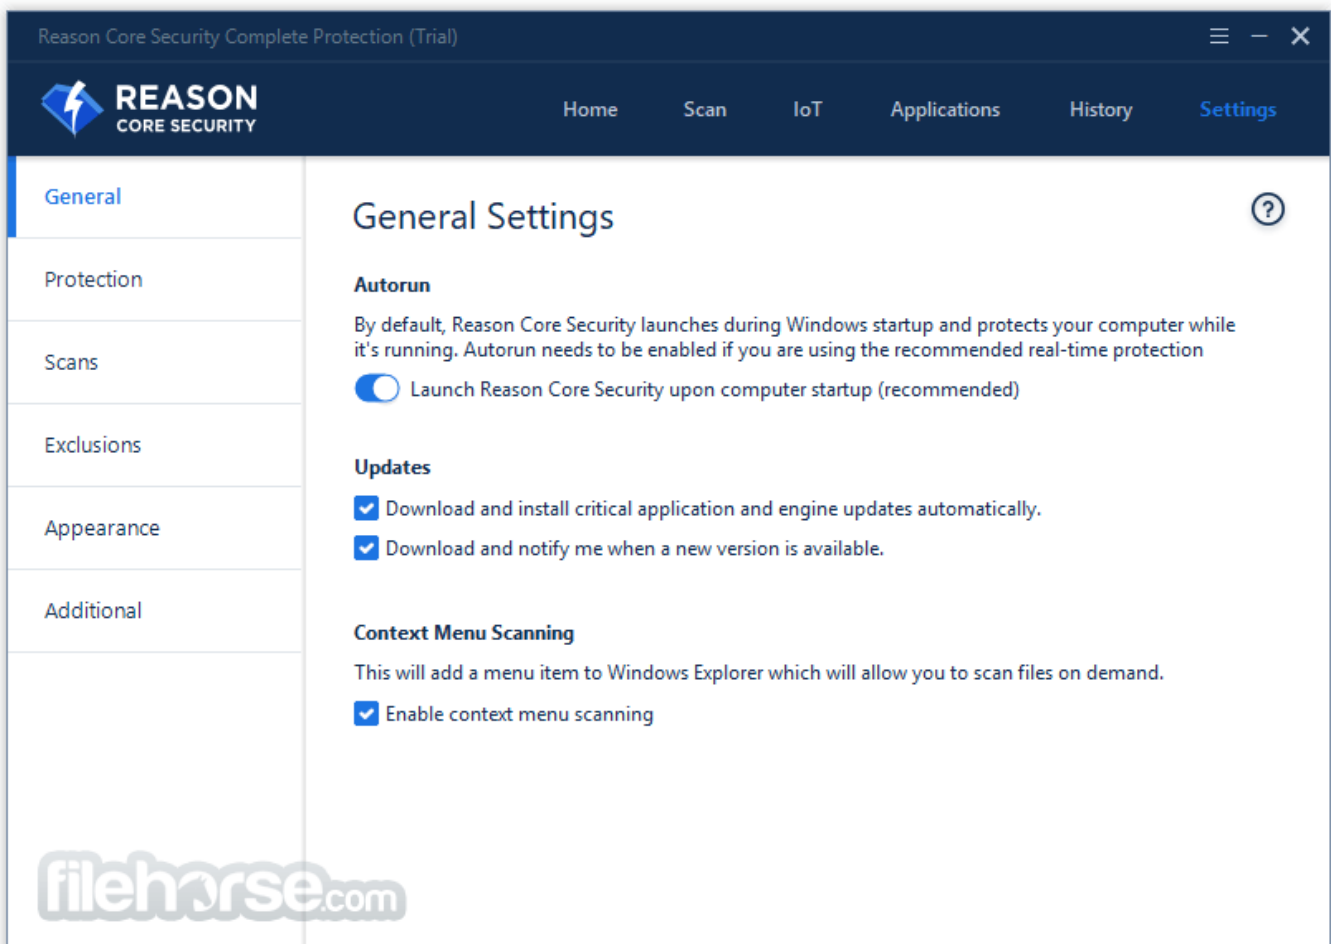 Reason Core Security Complete Protection (Trial)
REASON
CORE SECURITY
Home Scan IoT Applications History Settings
General
Protection
Scans
Exclusions
Appearance
Additional
General Settings
?
Autorun
By default, Reason Core Security launches during Windows startup and protects your computer while
it's running. Autorun needs to be enabled if you are using the recommended real-time protection
Launch Reason Core Security upon computer startup (recommended)
Updates
Download and install critical application and engine updates automatically.
Download and notify me when a new version is available.
Context Menu Scanning
This will add a menu item to Windows Explorer which will allow you to scan files on demand.
Enable context menu scanning
filehorse.com